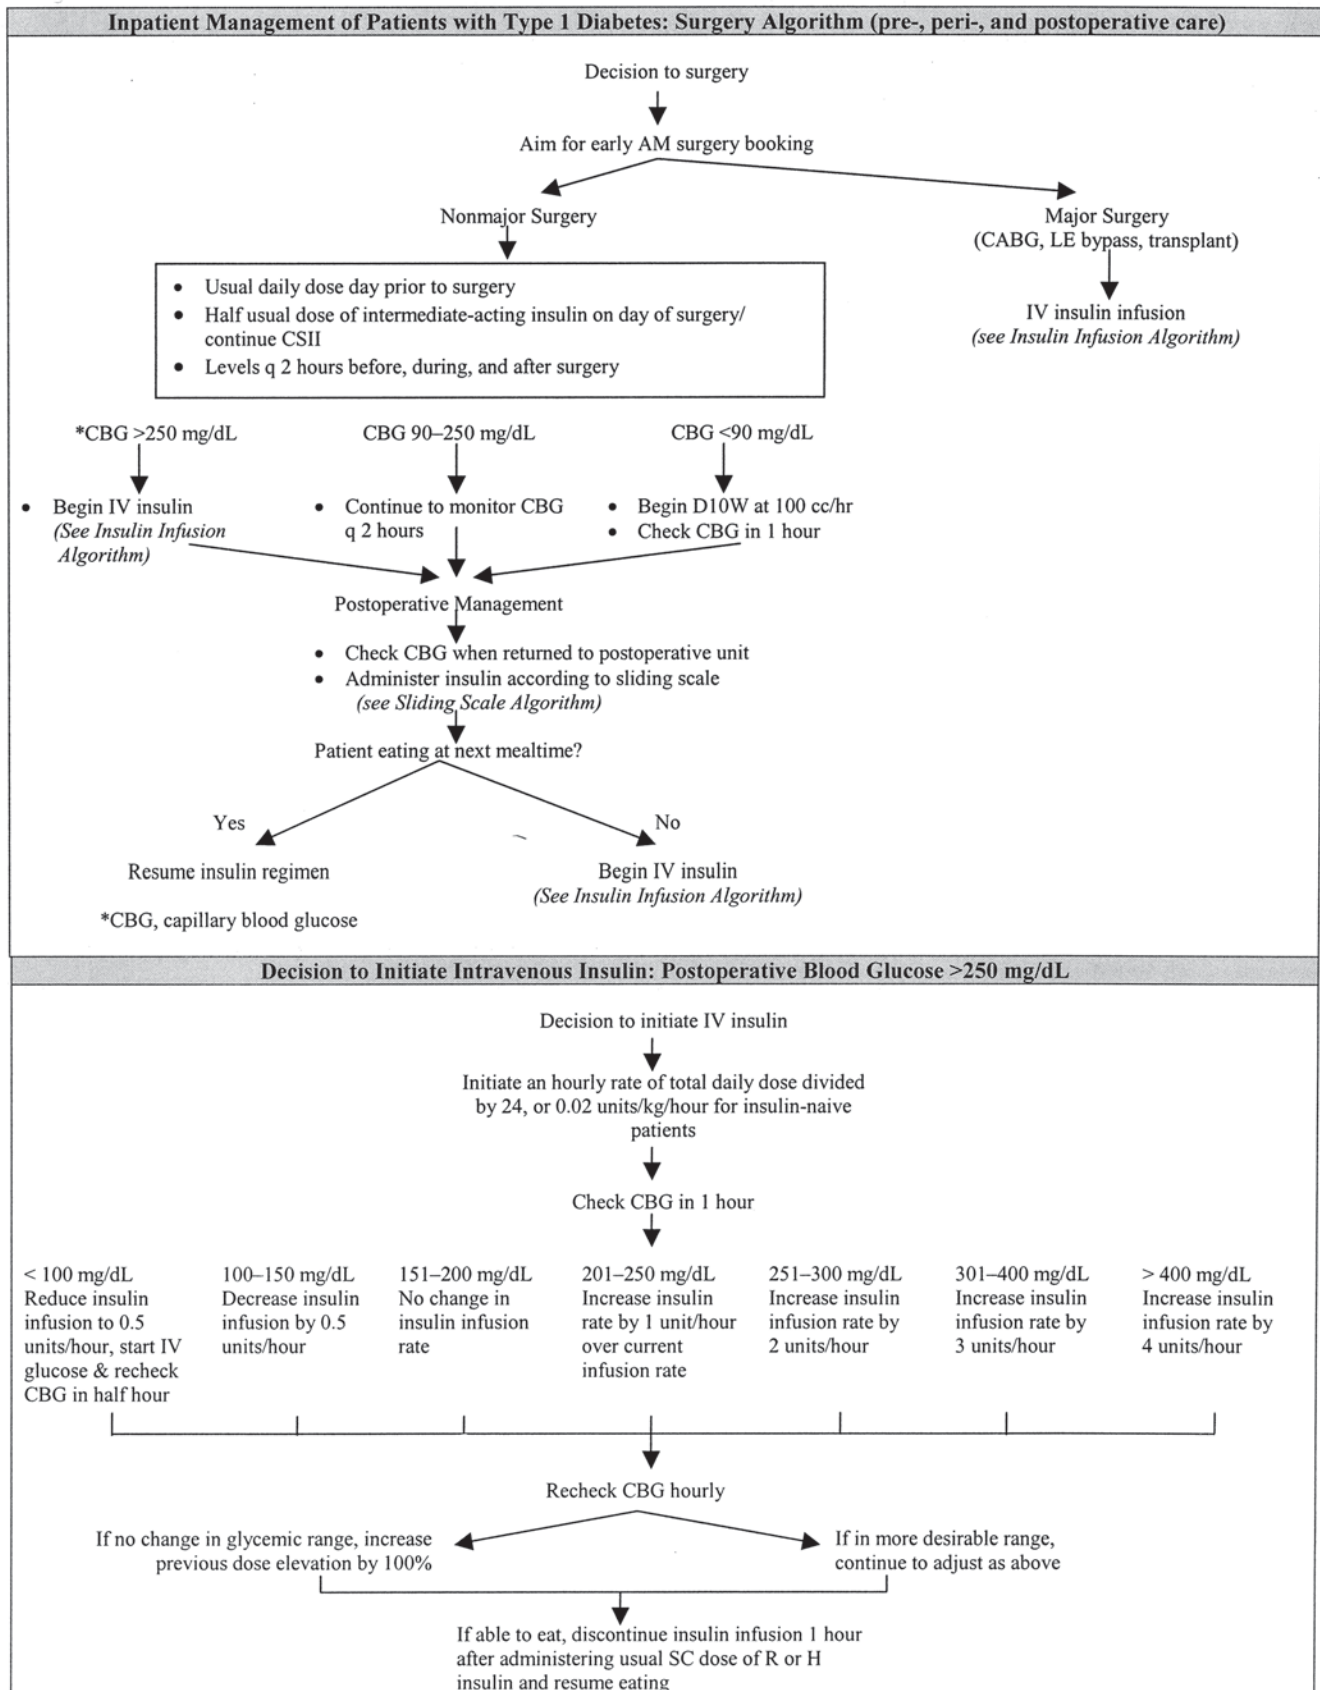 Inpatient Management of Patients with Type 1 Diabetes: Surgery Algorithm (pre-, peri-, and postoperative care)
Decision to surgery
Aim for early AM surgery booking
Nonmajor Surgery
Major Surgery
(CABG, LE bypass, transplant)
IV insulin infusion
(see Insulin Infusion Algorithm)
• Usual daily dose day prior to surgery
• Half usual dose of intermediate-acting insulin on day of surgery/
continue CSII
• Levels q 2 hours before, during, and after surgery
*CBG >250 mg/dL
• Begin IV insulin
(See Insulin Infusion
Algorithm)
CBG 90–250 mg/dL
• Continue to monitor CBG
q 2 hours
CBG <90 mg/dL
• Begin D10W at 100 cc/hr
• Check CBG in 1 hour
Postoperative Management
• Check CBG when returned to postoperative unit
• Administer insulin according to sliding scale
(see Sliding Scale Algorithm)
Patient eating at next mealtime?
Yes
Resume insulin regimen
No
Begin IV insulin
(See Insulin Infusion Algorithm)
*CBG, capillary blood glucose
Decision to Initiate Intravenous Insulin: Postoperative Blood Glucose >250 mg/dL
Decision to initiate IV insulin
Initiate an hourly rate of total daily dose divided
by 24, or 0.02 units/kg/hour for insulin-naive
patients
Check CBG in 1 hour
< 100 mg/dL
Reduce insulin
infusion to 0.5
units/hour, start IV
glucose & recheck
CBG in half hour
100–150 mg/dL
Decrease insulin
infusion by 0.5
units/hour
151–200 mg/dL
No change in
insulin infusion
rate
201–250 mg/dL
Increase insulin
rate by 1 unit/hour
over current
infusion rate
251–300 mg/dL
Increase insulin
infusion rate by
2 units/hour
301–400 mg/dL
Increase insulin
infusion rate by
3 units/hour
> 400 mg/dL
Increase insulin
infusion rate by
4 units/hour
Recheck CBG hourly
If no change in glycemic range, increase
previous dose elevation by 100%
If in more desirable range,
continue to adjust as above
If able to eat, discontinue insulin infusion 1 hour
after administering usual SC dose of R or H
insulin and resume eating